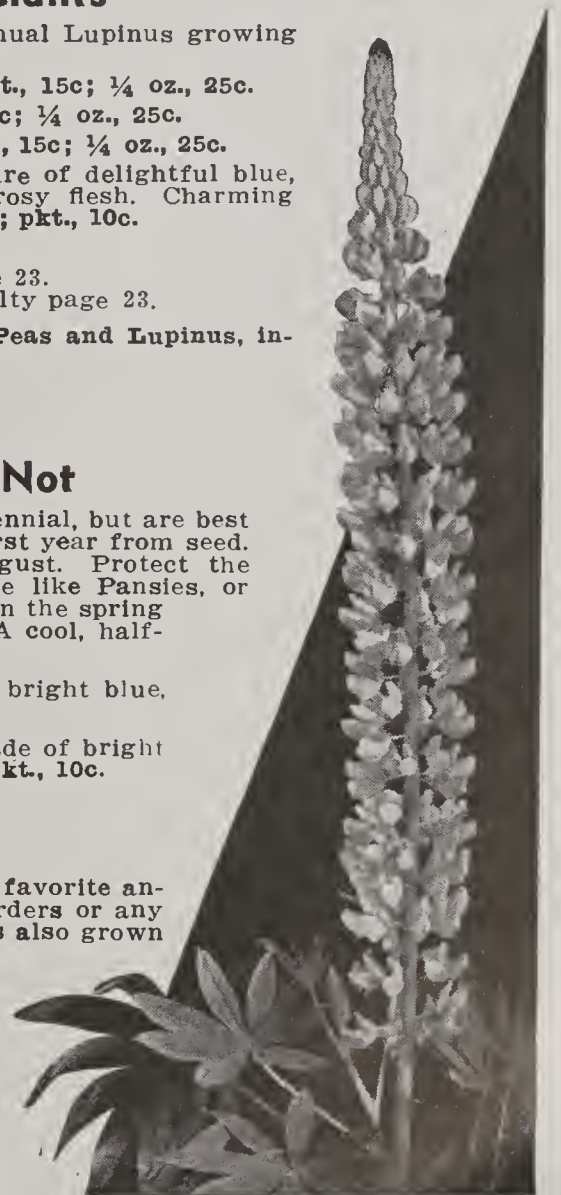 nual Lupinus growing
t., 15c; ¼ oz., 25c.
c; ¼ oz., 25c.
, 15c; ¼ oz., 25c.
re of delightful blue,
rosy flesh. Charming
; pkt., 10c.
23.
lty page 23.
Peas and Lupinus, in-
Not
ennial, but are best
rst year from seed.
gust. Protect the
e like Pansies, or
n the spring
A cool, half-
bright blue,
de of bright
kt., 10c.
favorite an-
rders or any
s also grown